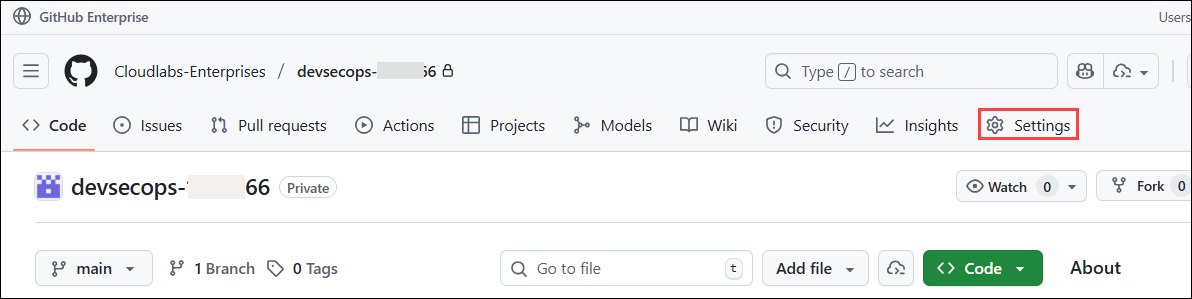 GitHub Enterprise Users
Cloudlabs-Enterprises / devsecops- 66 Type / to search
Code Issues Pull requests Actions Projects Models Wiki Security Insights Settings
devsecops- 66 Private Watch 0 Fork 0
main 1 Branch 0 Tags Go to file t Add file Code About